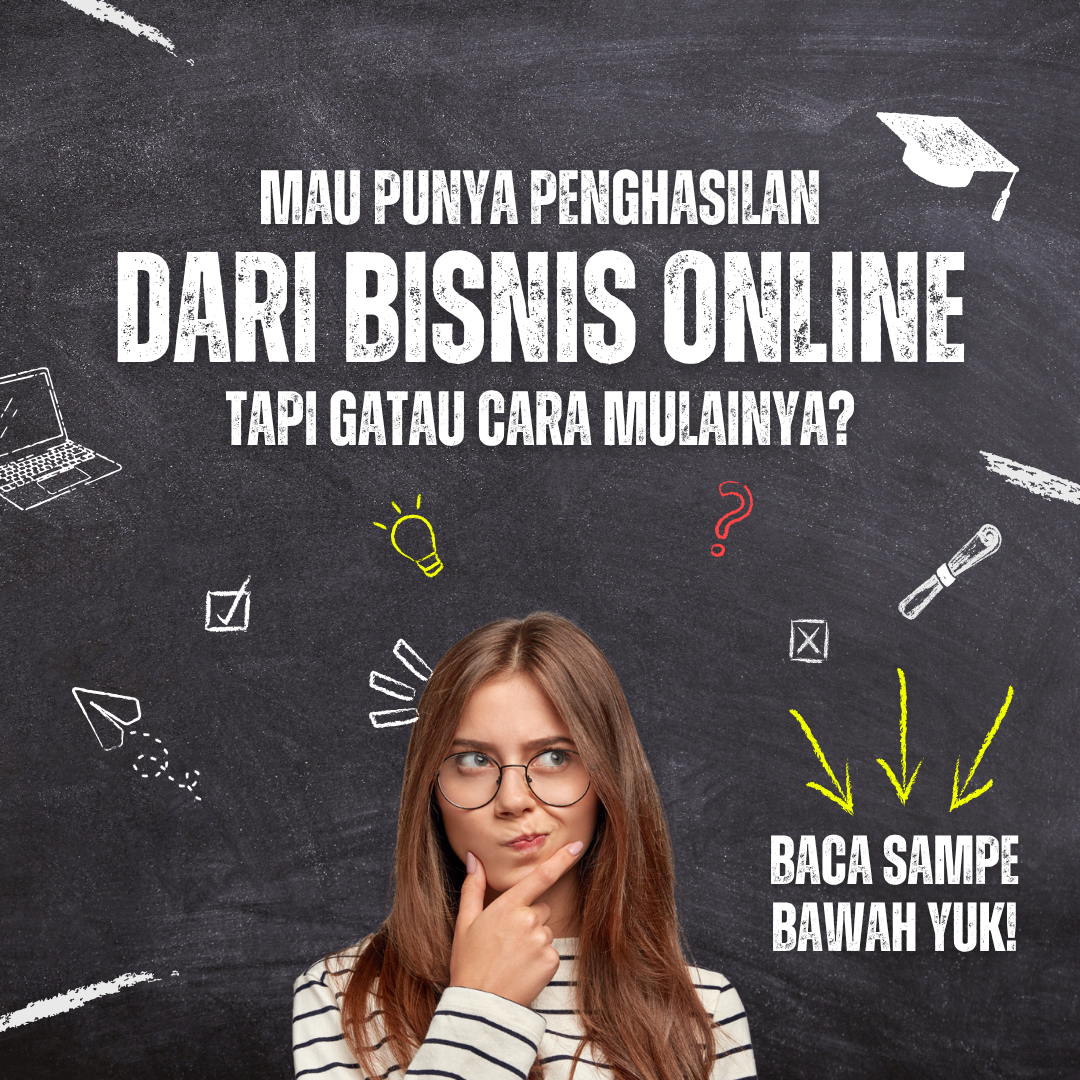 MAU PUNYA PENGHASILAN
DARI BISNIS ONLINE
TAPI GATAU CARA MULAINYA?
BACA SAMPE
BAWAH YUK!